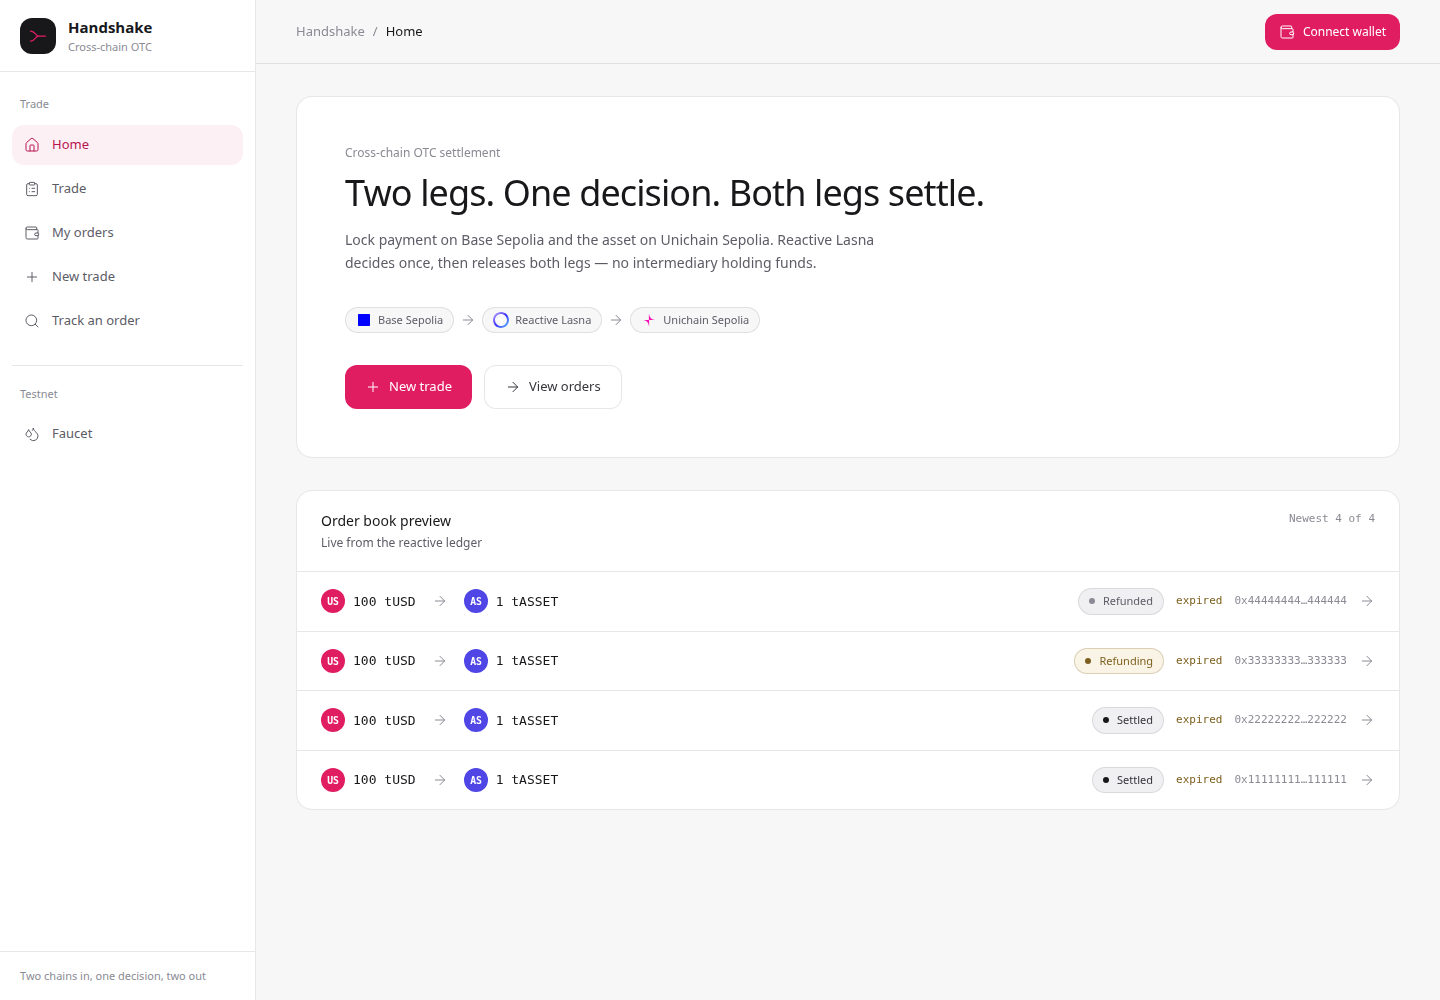 Handshake
Cross-chain OTC
Trade
Home
Trade
My orders
New trade
Track an order
Testnet
Faucet
Two chains in, one decision, two out
Handshake / Home
Connect wallet
Cross-chain OTC settlement
Two legs. One decision. Both legs settle.
Lock payment on Base Sepolia and the asset on Unichain Sepolia. Reactive Lasna
decides once, then releases both legs — no intermediary holding funds.
Base Sepolia → Reactive Lasna → Unichain Sepolia
New trade
View orders
Order book preview
Newest 4 of 4
Live from the reactive ledger
US 100 tUSD → AS 1 tASSET Refunded expired 0x44444444…444444 →
US 100 tUSD → AS 1 tASSET Refunding expired 0x33333333…333333 →
US 100 tUSD → AS 1 tASSET Settled expired 0x22222222…222222 →
US 100 tUSD → AS 1 tASSET Settled expired 0x11111111…111111 →